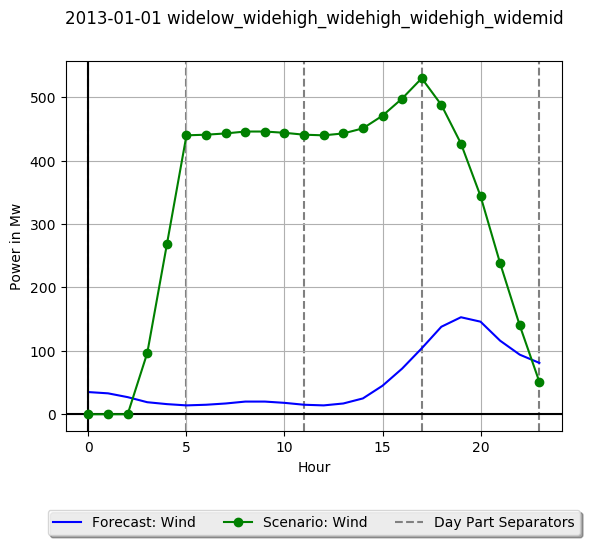 2013-01-01 widelow_widehigh_widehigh_widehigh_widemid
500
400
300
200
100
0
Power in Mw
0 5 10 15 20
Hour
Forecast: Wind Scenario: Wind Day Part Separators